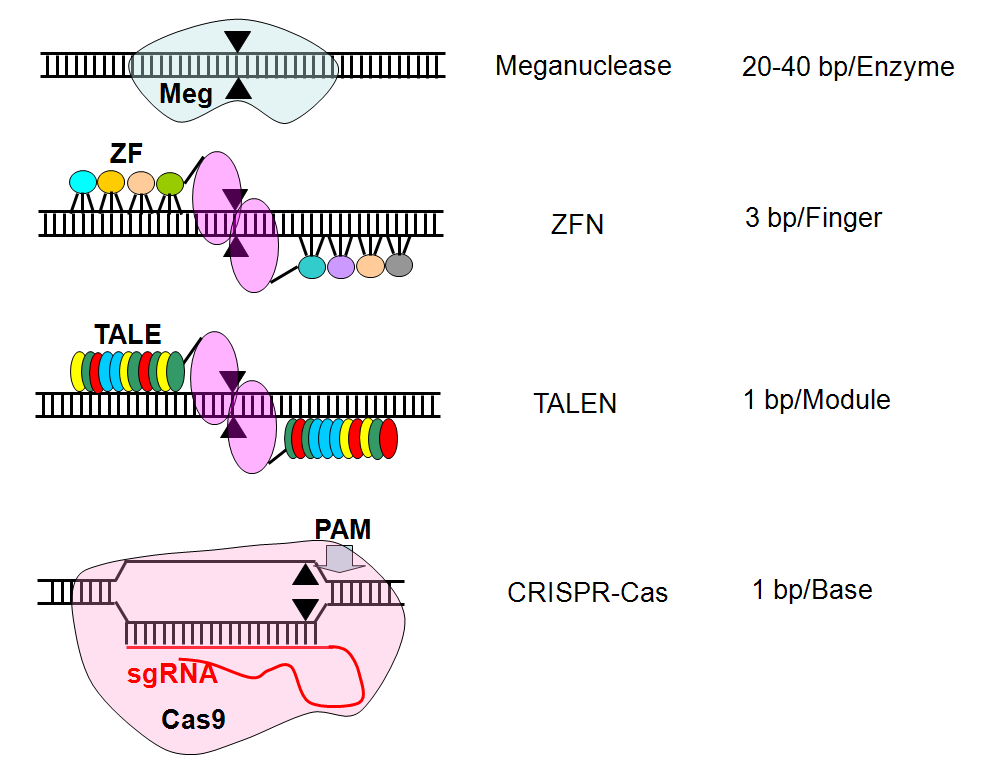 Meg
Meganuclease
20-40 bp/Enzyme
ZF
ZFN
3 bp/Finger
TALE
TALEN
1 bp/Module
PAM
CRISPR-Cas
1 bp/Base
sgRNA
Cas9